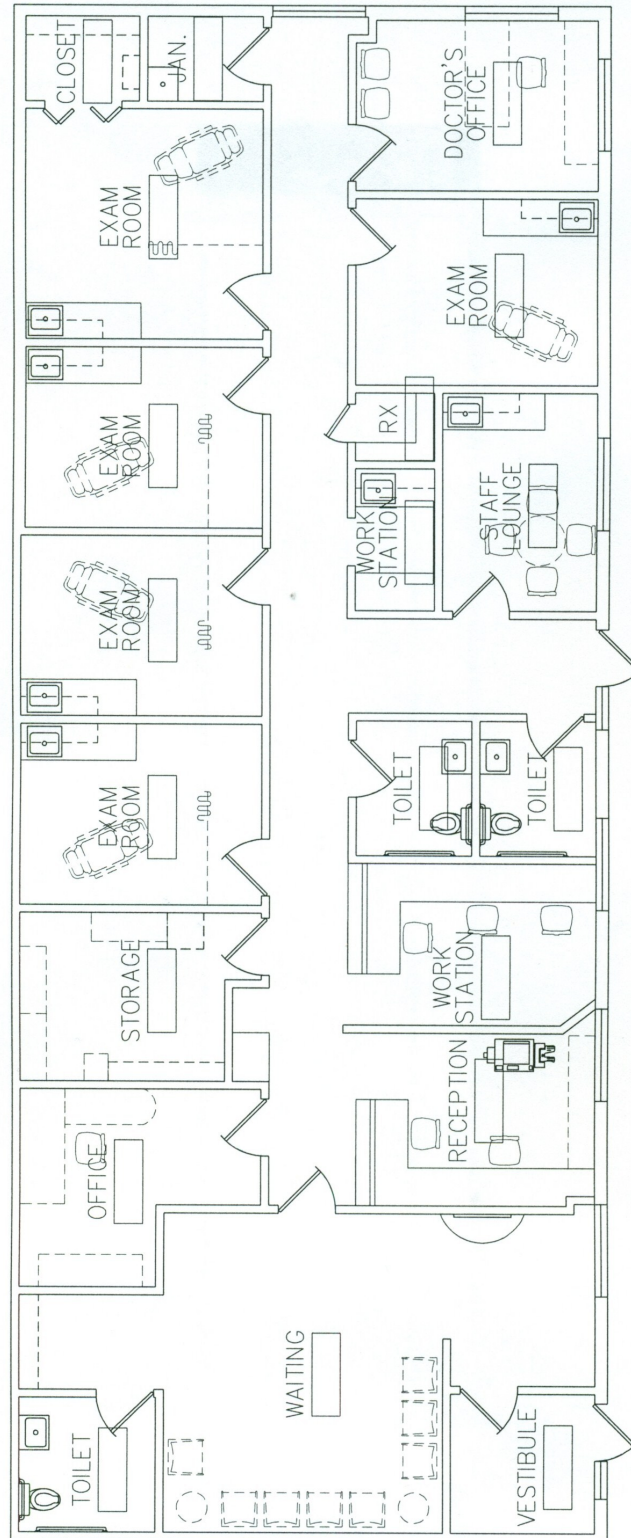 CLOSET
JAN.
DOCTOR'S
OFFICE
EXAM
ROOM
EXAM
ROOM
EXAM
ROOM
RX
WORK
STATION
STAFF
LOUNGE
EXAM
ROOM
EXAM
ROOM
TOILET
TOILET
STORAGE
WORK
STATION
RECEPTION
OFFICE
WAITING
TOILET
VESTIBULE